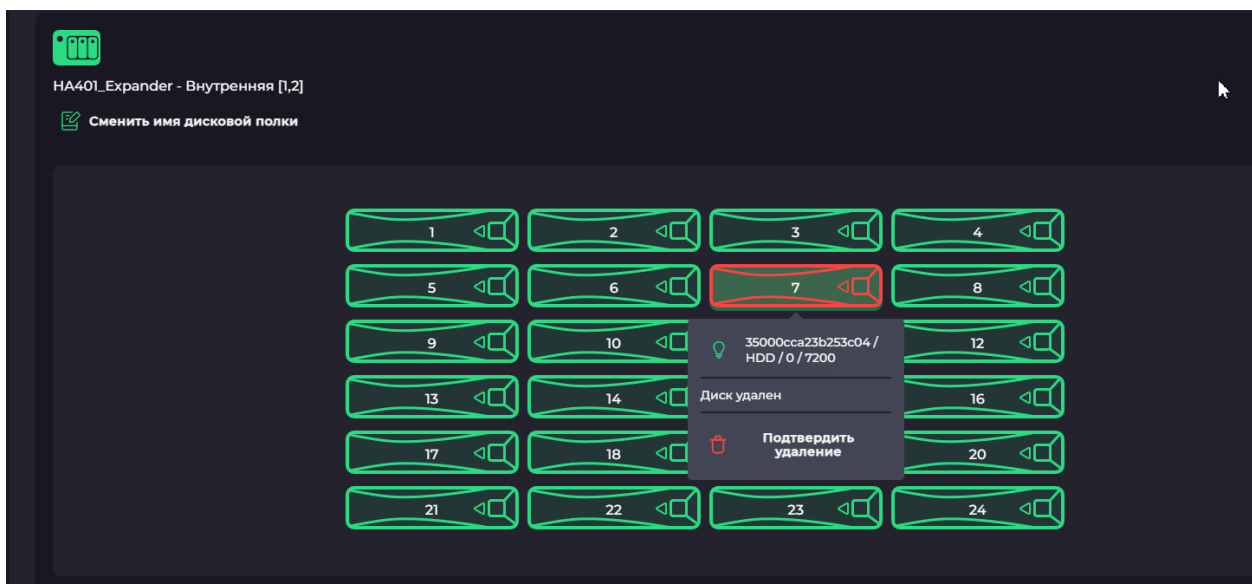 HA401_Expander - Внутренняя [1,2]
Сменить имя дисковой полки
1 2 3 4
5 6 7 8
9 10 12
35000cca23b253c04 /
HDD / 0 / 7200
Диск удален
13 14 16
Подтвердить
удаление
17 18 20
21 22 23 24